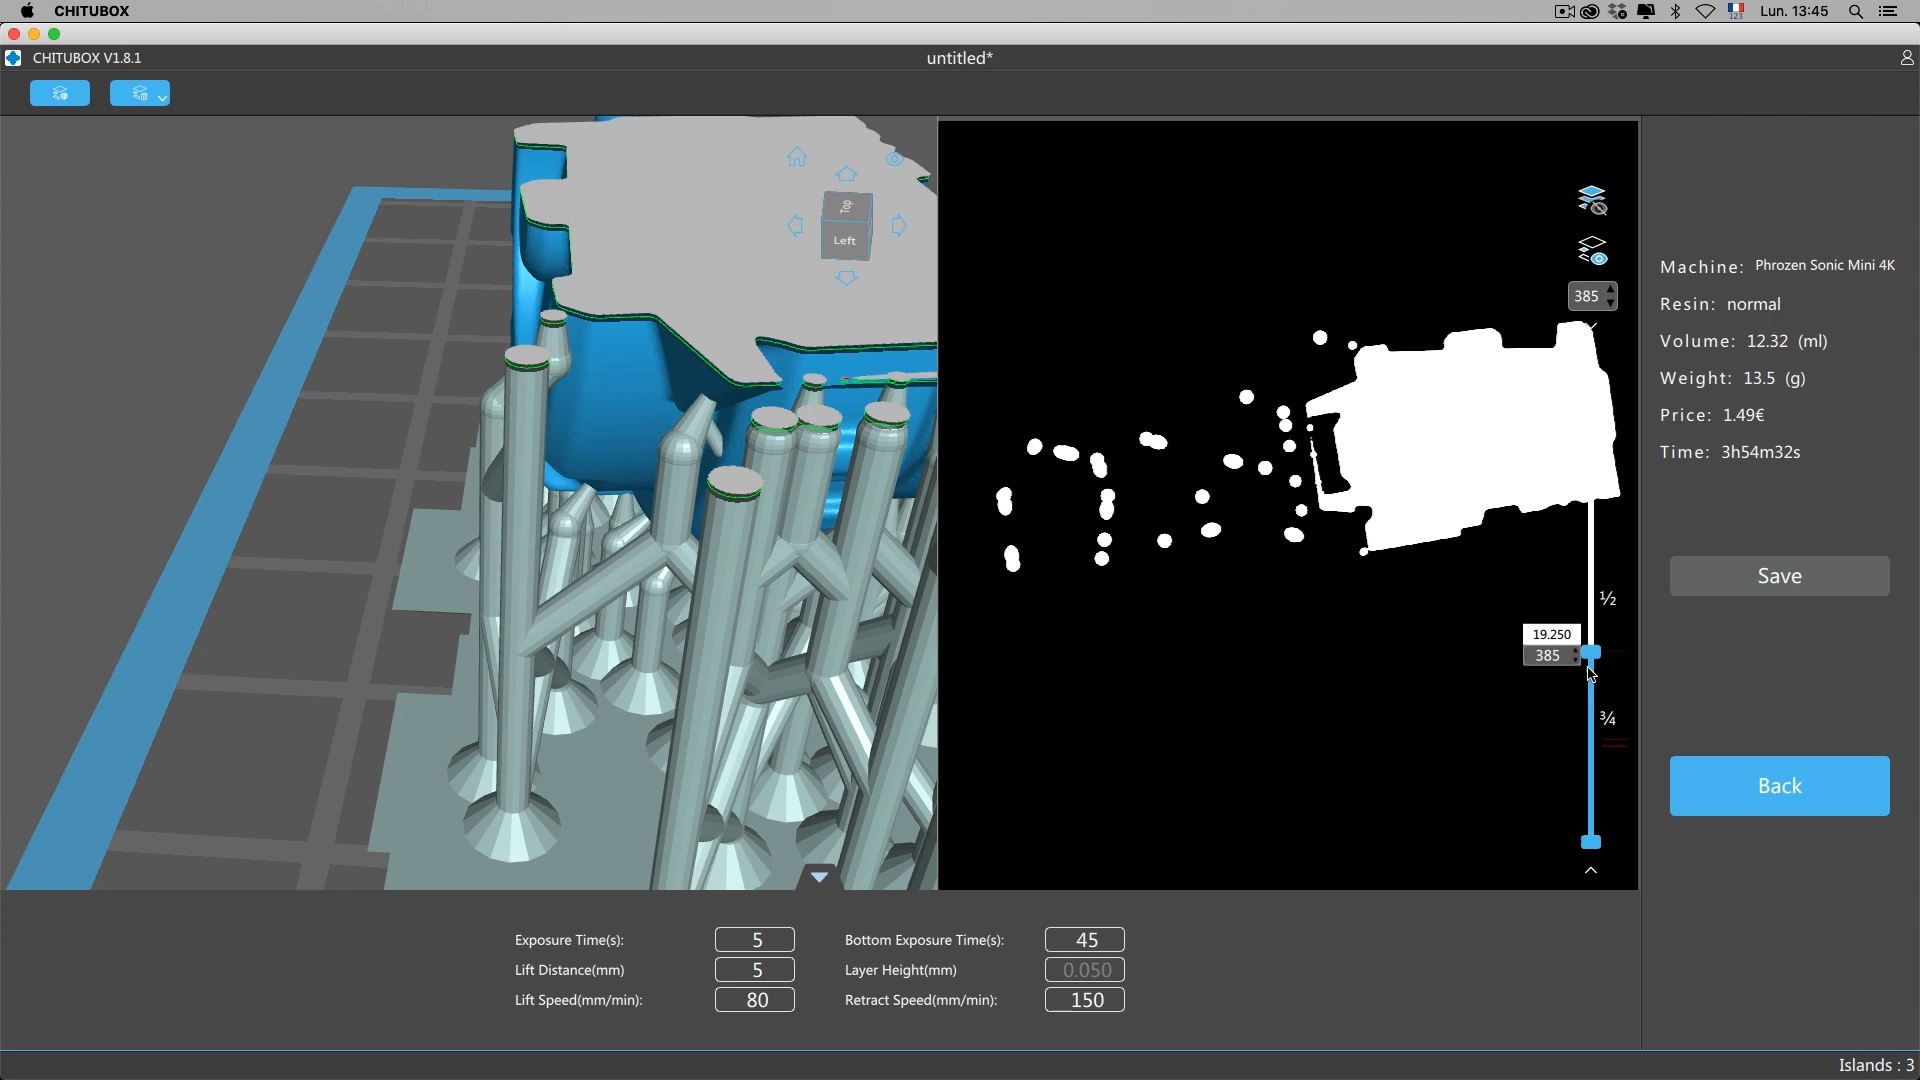 CHITUBOX
123
Lun. 13:45
CHITUBOX V1.8.1
untitled*
Top
Left
385
Machine: Phrozen Sonic Mini 4K
Resin: normal
Volume: 12.32 (ml)
Weight: 13.5 (g)
Price: 1.49€
Time: 3h54m32s
Save
½
19.250
385
¾
Back
Exposure Time(s): 5
Bottom Exposure Time(s): 45
Lift Distance(mm) 5
Layer Height(mm) 0.050
Lift Speed(mm/min): 80
Retract Speed(mm/min): 150
Islands : 3